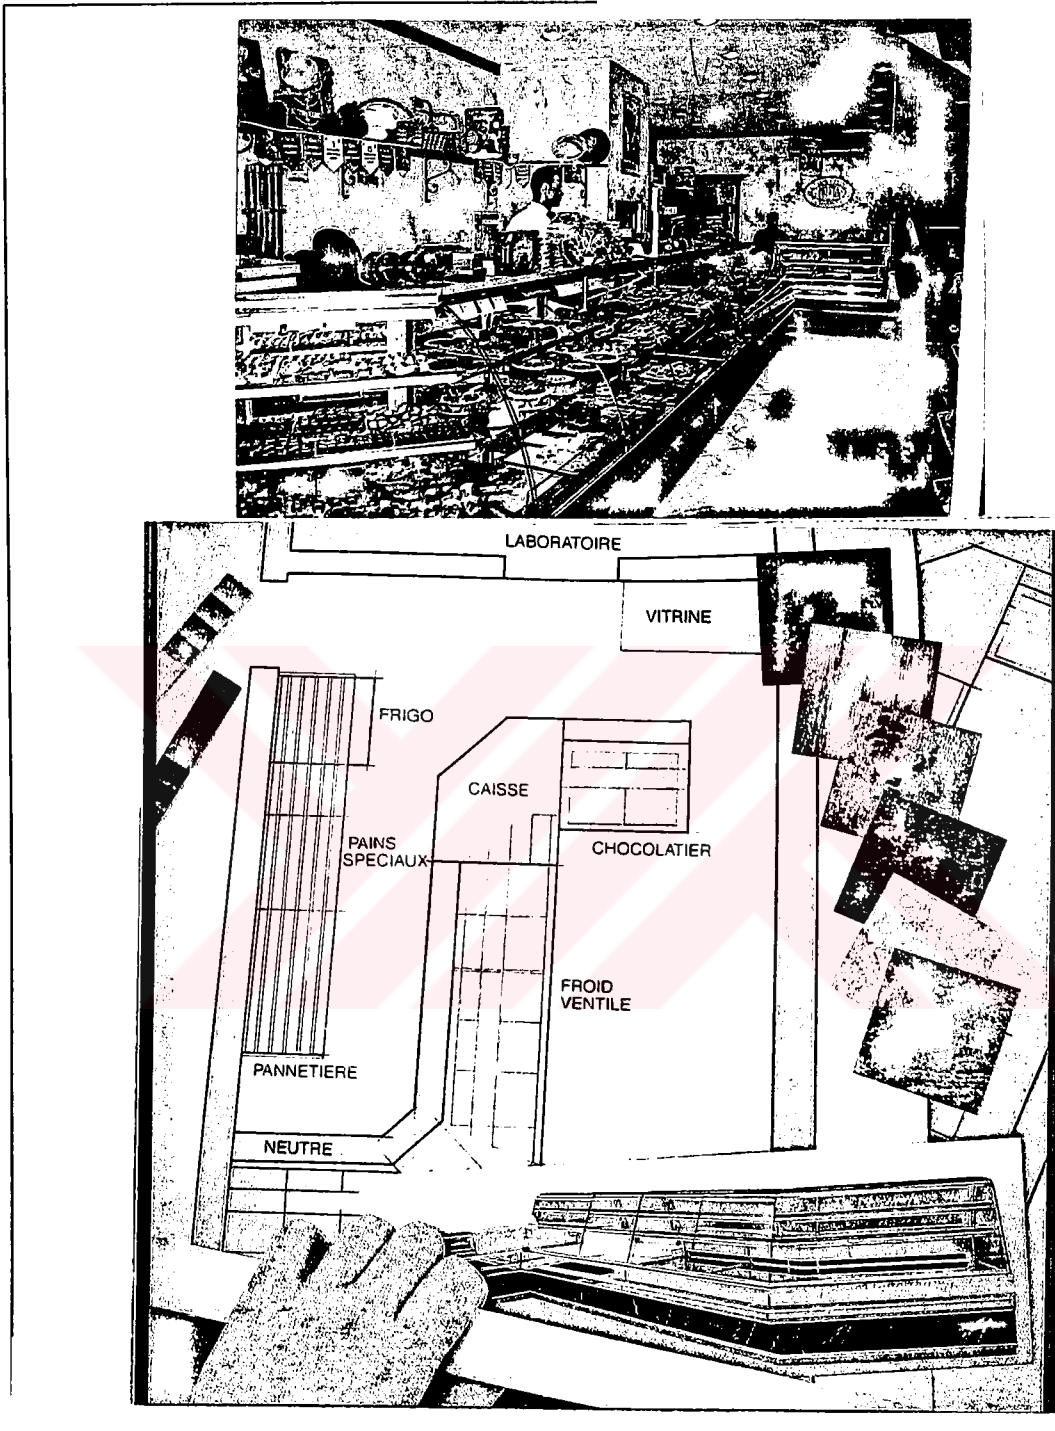 LABORATOIRE
VITRINE
FRIGO
CAISSE
PAINS
SPECIAUX
CHOCOLATIER
FROID
VENTILE
PANNETIERE
NEUTRE